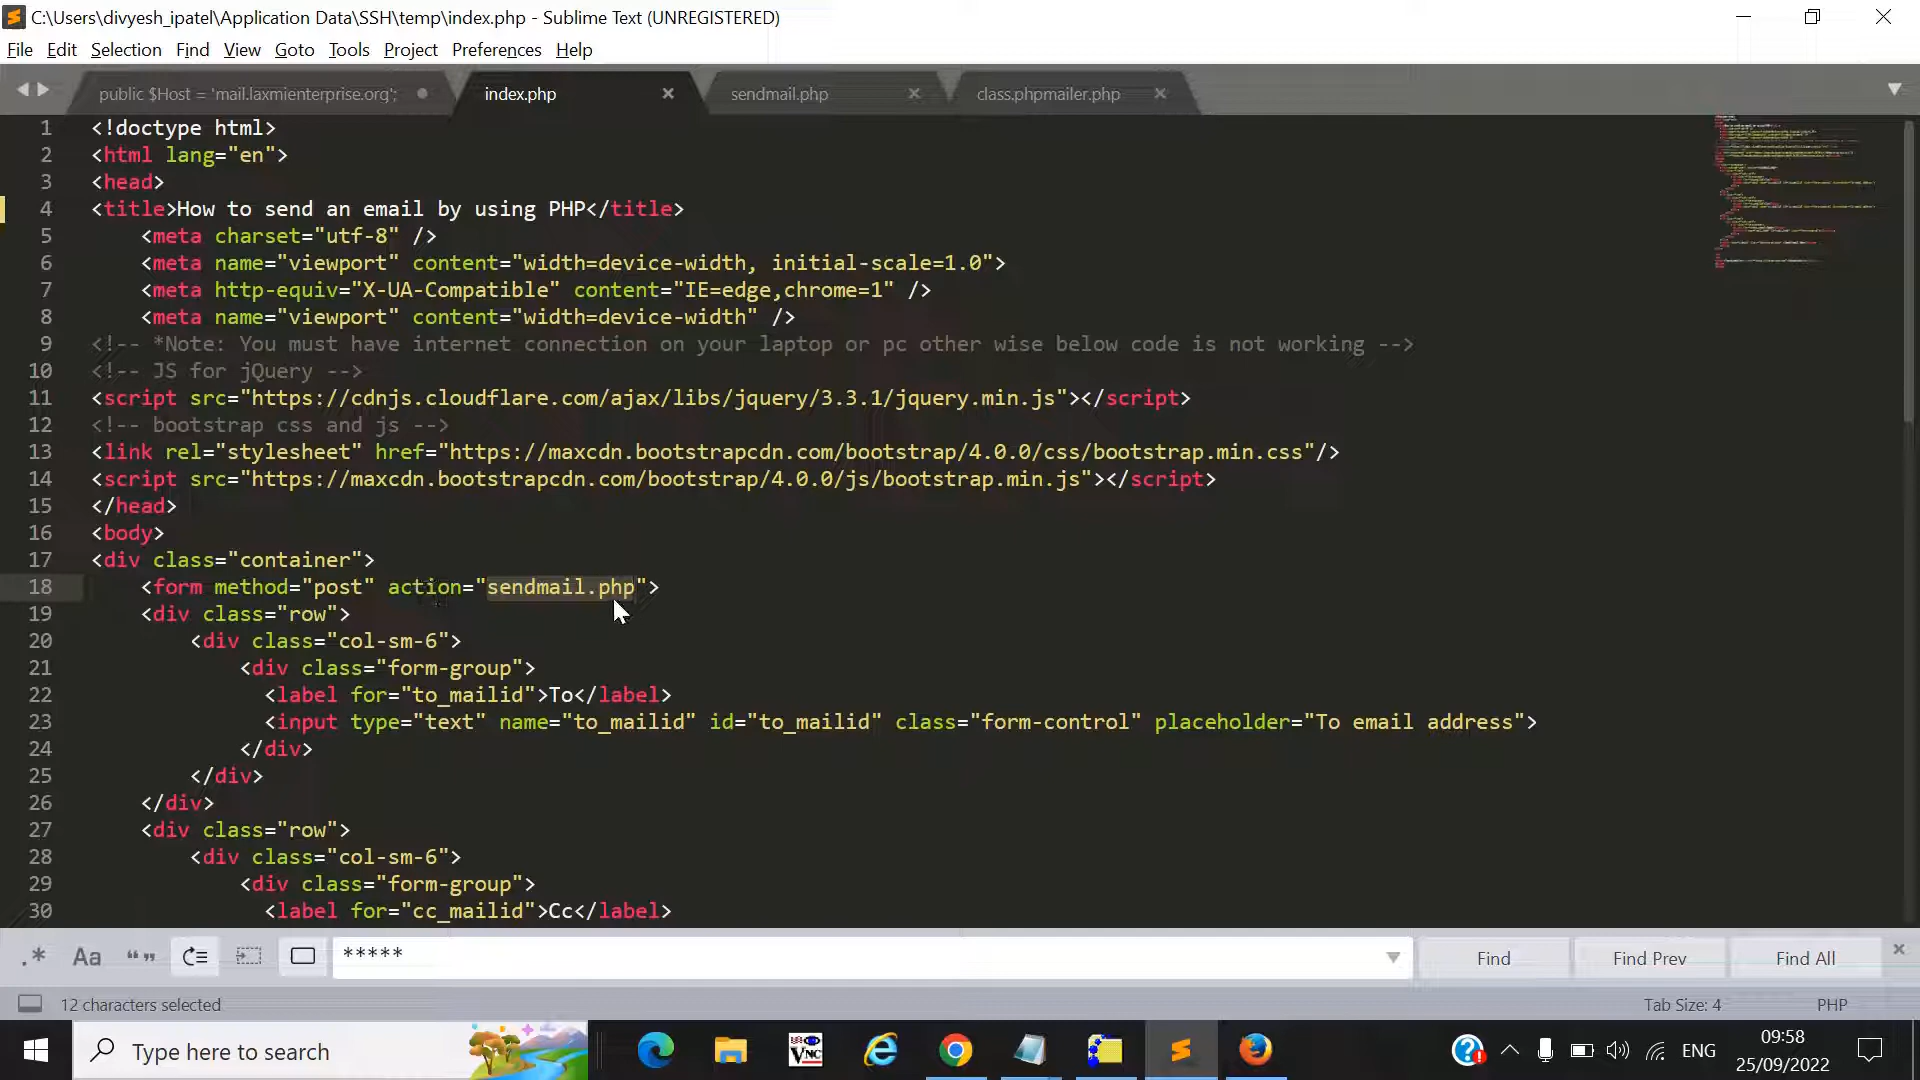 C:\Users\divyesh_ipatel\Application Data\SSH\temp\index.php - Sublime Text (UNREGISTERED)
File Edit Selection Find View Goto Tools Project Preferences Help
public $Host = 'mail.laxmienterprise.org'; index.php sendmail.php class.phpmailer.php
1 <!doctype html>
2 <html lang="en">
3 <head>
4 <title>How to send an email by using PHP</title>
5 <meta charset="utf-8" />
6 <meta name="viewport" content="width=device-width, initial-scale=1.0">
7 <meta http-equiv="X-UA-Compatible" content="IE=edge,chrome=1" />
8 <meta name="viewport" content="width=device-width" />
9 <!-- *Note: You must have internet connection on your laptop or pc other wise below code is not working -->
10 <!-- JS for jQuery -->
11 <script src="https://cdnjs.cloudflare.com/ajax/libs/jquery/3.3.1/jquery.min.js"></script>
12 <!-- bootstrap css and js -->
13 <link rel="stylesheet" href="https://maxcdn.bootstrapcdn.com/bootstrap/4.0.0/css/bootstrap.min.css"/>
14 <script src="https://maxcdn.bootstrapcdn.com/bootstrap/4.0.0/js/bootstrap.min.js"></script>
15 </head>
16 <body>
17 <div class="container">
18 <form method="post" action="sendmail.php">
19 <div class="row">
20 <div class="col-sm-6">
21 <div class="form-group">
22 <label for="to_mailid">To</label>
23 <input type="text" name="to_mailid" id="to_mailid" class="form-control" placeholder="To email address">
24 </div>
25 </div>
26 </div>
27 <div class="row">
28 <div class="col-sm-6">
29 <div class="form-group">
30 <label for="cc_mailid">Cc</label>
.* Aa “” ***** Find Find Prev Find All
12 characters selected Tab Size: 4 PHP
Type here to search VNC ENG 09:58
25/09/2022